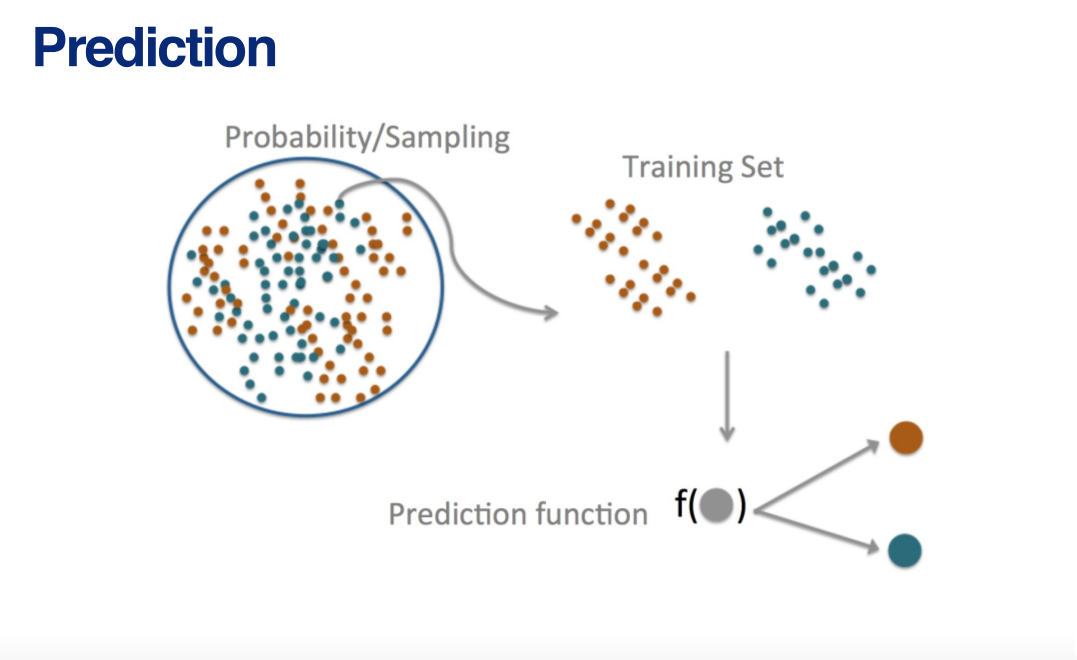 Prediction
Probability/Sampling
Training Set
Prediction function
f( )